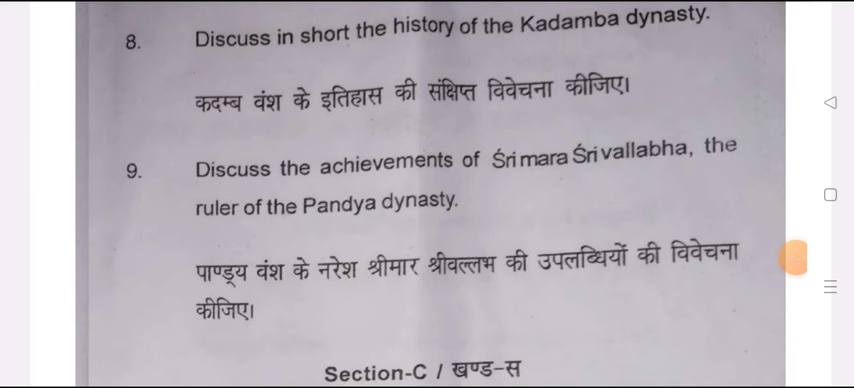 8. Discuss in short the history of the Kadamba dynasty.
कदम्ब वंश के इतिहास की संक्षिप्त विवेचना कीजिए।
9. Discuss the achievements of Śrimara Śrivallabha, the
ruler of the Pandya dynasty.
पाण्ड्य वंश के नरेश श्रीमार श्रीवल्लभ की उपलब्धियों की विवेचना
कीजिए।
Section-C / खण्ड-स